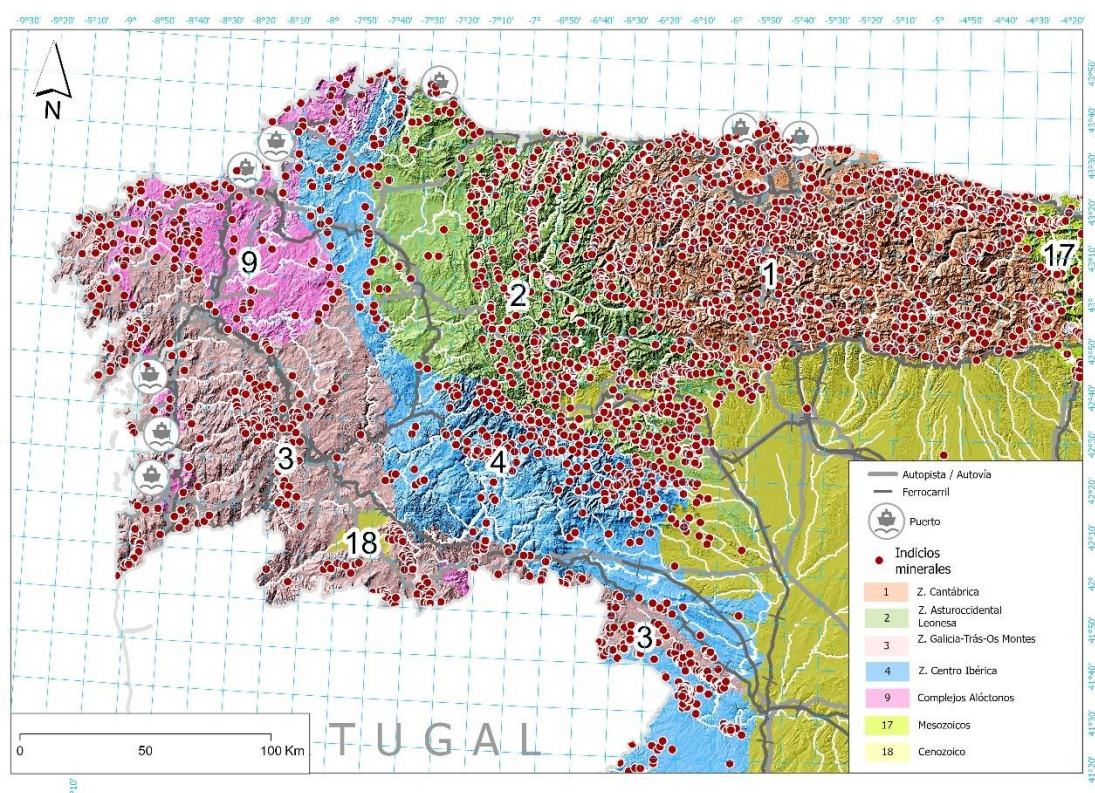 -9°30' -9°20' -9°10' -9° -8°50' -8°40' -8°30' -8°20' -8°10' -8° -7°50' -7°40' -7°30' -7°20' -7°10' -7° -6°50' -6°40' -6°30' -6°20' -6°10' -6° -5°50' -5°40' -5°30' -5°20' -5°10' -5° -4°50' -4°40' -4°30' -4°20'
N
43°50'
43°40'
43°30'
43°20'
43°10'
43°
42°50'
42°40'
42°30'
42°20'
42°10'
42°
41°50'
41°40'
41°30'
41°20'
17
9
1
2
3
4
18
3
TUGAL
0 50 100 Km
Autopista / Autovía
Ferrocarril
Puerto
Indicios
minerales
1 Z. Cantábrica
2 Z. Asturoccidental
Leonesa
3 Z. Galicia-Trás-Os Montes
4 Z. Centro Ibérica
9 Complejos Alóctonos
17 Mesozoicos
18 Cenozoico